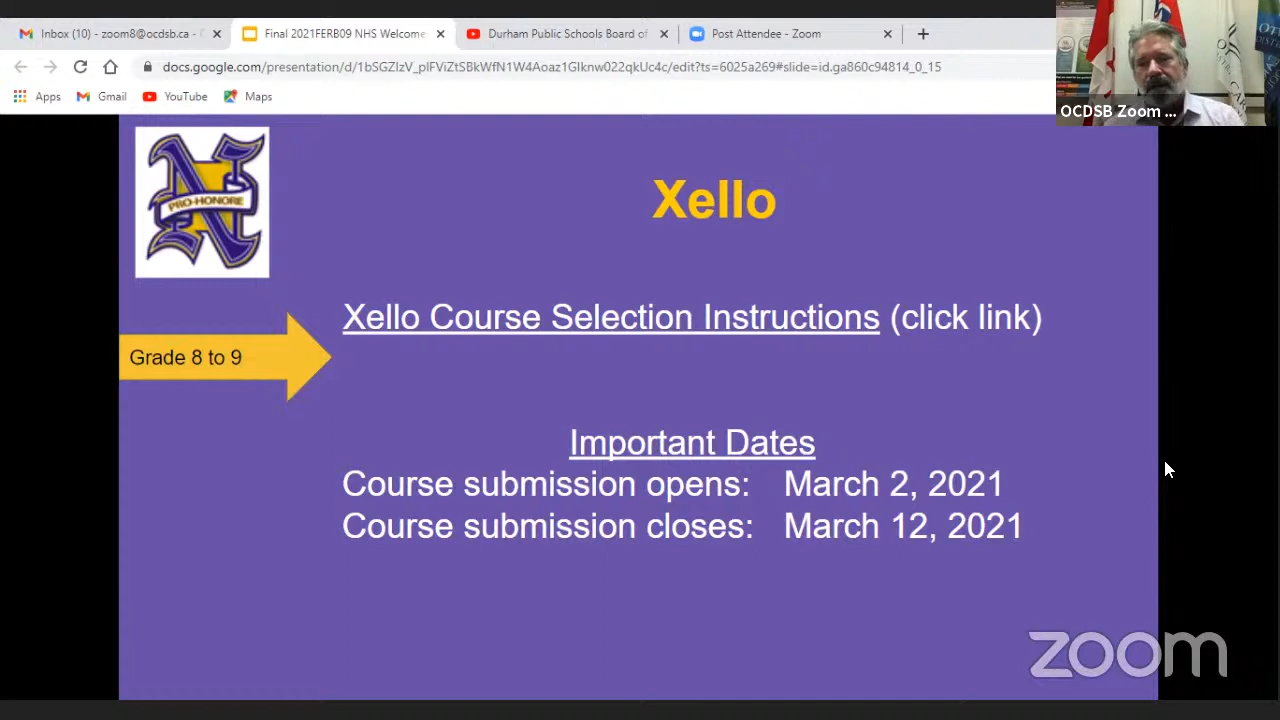 Inbox (10) - zoom8@ocdsb.ca -
Final 2021FERB09 NHS Welcome
Durham Public Schools Board of
Post Attendee - Zoom
docs.google.com/presentation/d/1bSGZlzV_pIFViZtSBkWfN1W4Aoaz1GIknw022qkUc4c/edit?ts=6025a269#slide=id.ga860c94814_0_15
Apps
Gmail
YouTube
Maps
OCDSB Zoom ...
PRO-HONORE
Xello
Xello Course Selection Instructions (click link)
Grade 8 to 9
Important Dates
Course submission opens: March 2, 2021
Course submission closes: March 12, 2021
zoom